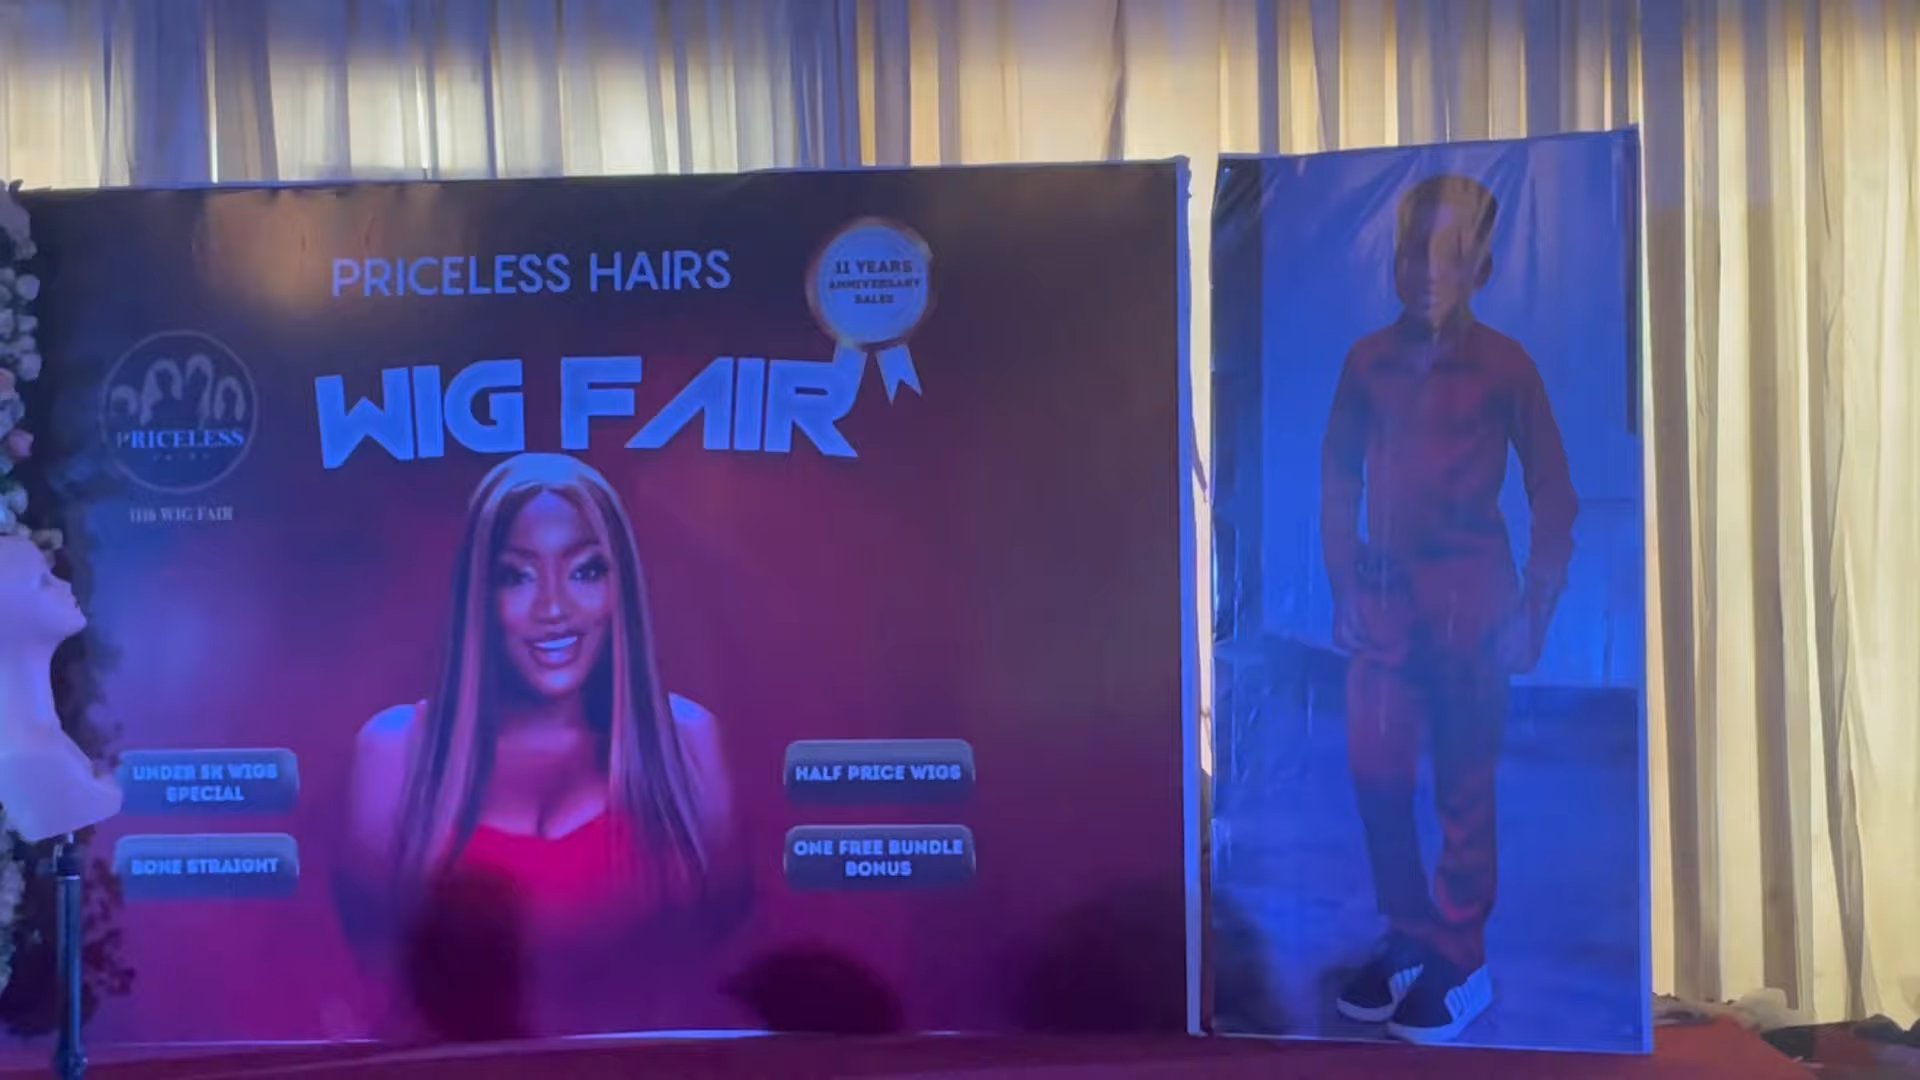 PRICELESS HAIRS
11 YEARS
ANNIVERSARY
SALES
WIG FAIR
PRICELESS
11th WIG FAIR
UNDER 5K WIGS
SPECIAL
BONE STRAIGHT
HALF PRICE WIGS
ONE FREE BUNDLE
BONUS